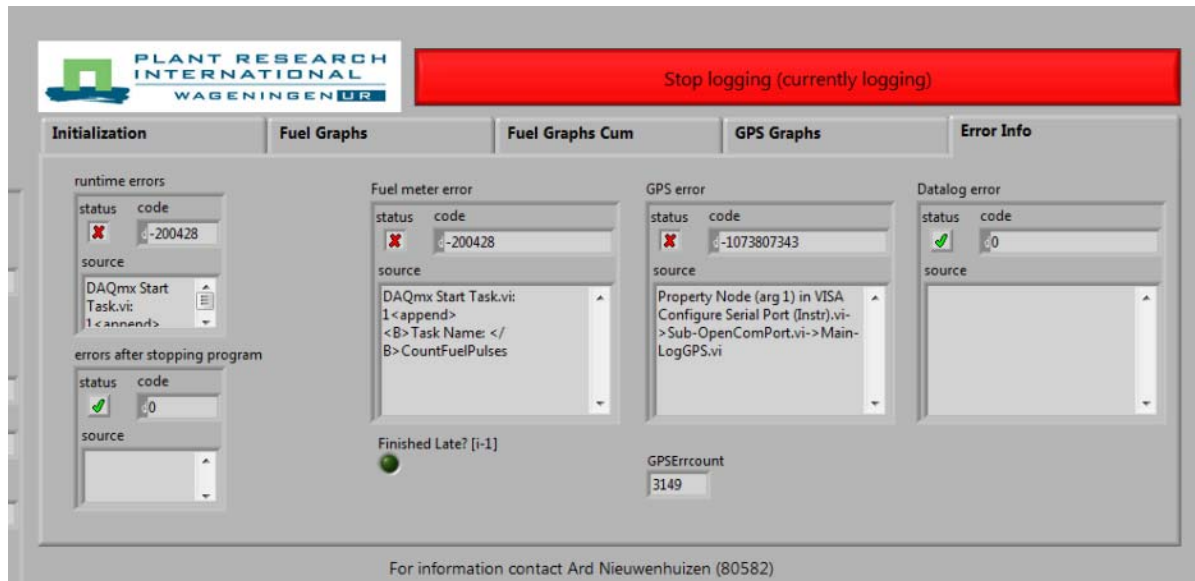 PLANT RESEARCH
INTERNATIONAL
WAGENINGEN UR
Stop logging (currently logging)
Initialization
Fuel Graphs
Fuel Graphs Cum
GPS Graphs
Error Info
runtime errors
status code
-200428
source
DAQmx Start
Task.vi:
1<append>
errors after stopping program
status code
0
source
Fuel meter error
status code
-200428
source
DAQmx Start Task.vi:
1<append>
<B>Task Name: </
B>CountFuelPulses
Finished Late? [i-1]
GPS error
status code
-1073807343
source
Property Node (arg 1) in VISA
Configure Serial Port (Instr).vi-
>Sub-OpenComPort.vi->Main-
LogGPS.vi
GPSErrcount
3149
Datalog error
status code
0
source
For information contact Ard Nieuwenhuizen (80582)